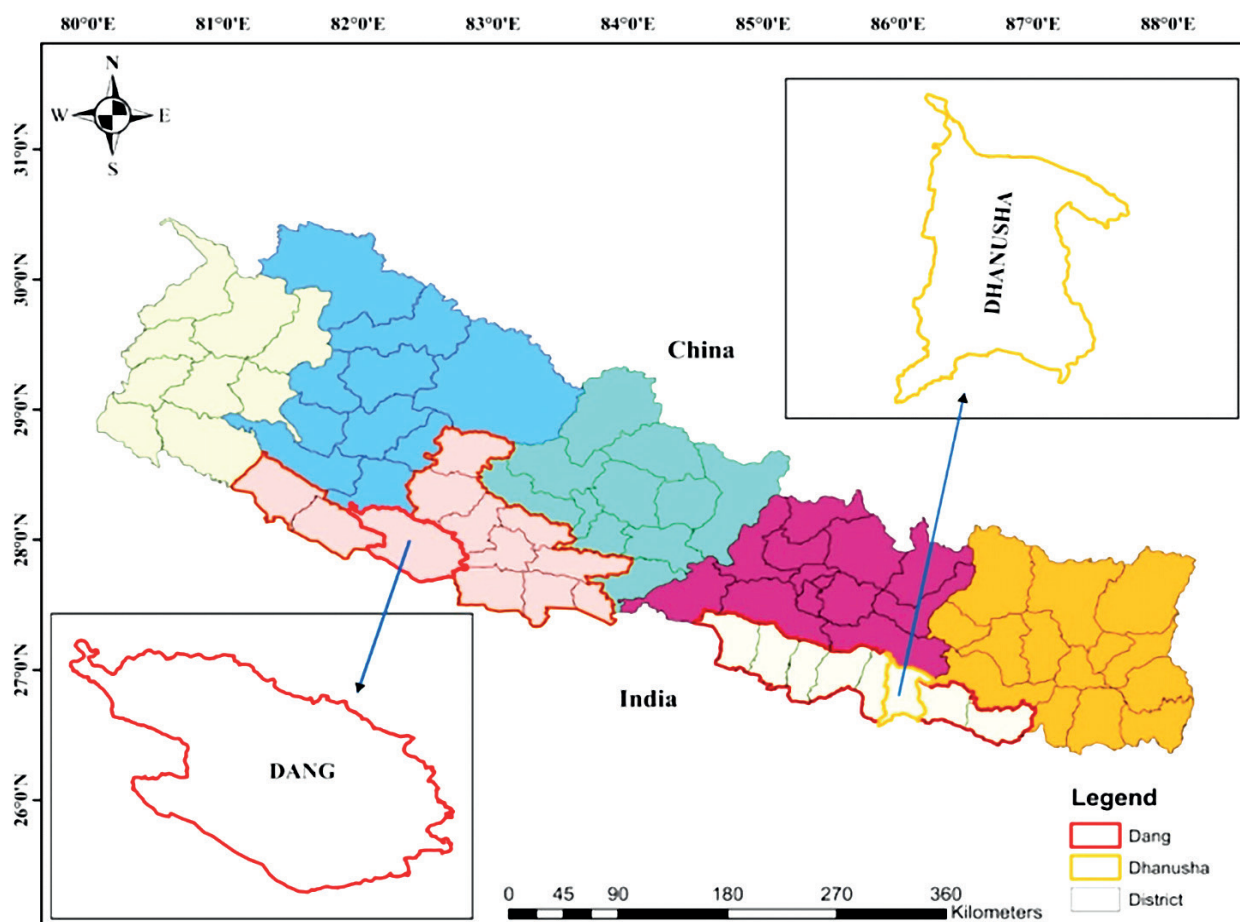 80°0'E 81°0'E 82°0'E 83°0'E 84°0'E 85°0'E 86°0'E 87°0'E 88°0'E
N
W E
S
31°0'N
30°0'N
29°0'N
28°0'N
27°0'N
26°0'N
DHANUSHA
China
India
DANG
Legend
Dang
Dhanusha
District
0 45 90 180 270 360
Kilometers